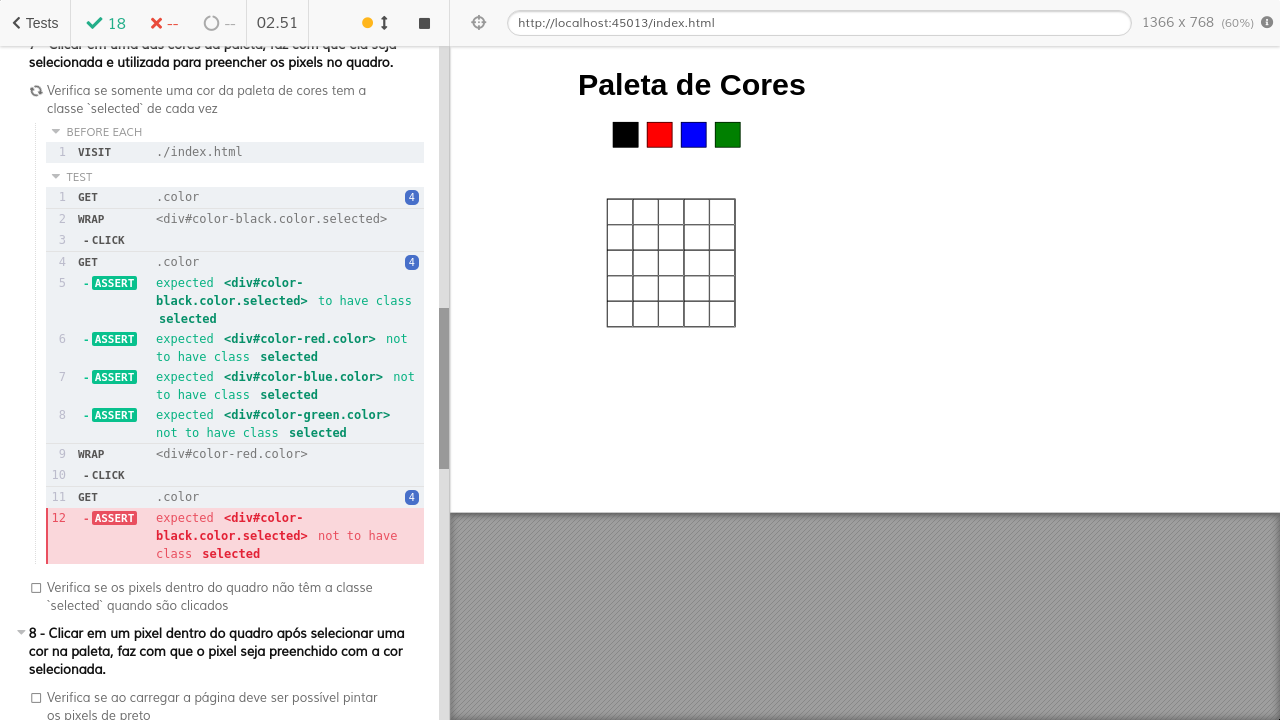 Tests
18
--
--
02.51
http://localhost:45013/index.html
1366 x 768 (60%)
7 - Clicar em uma das cores da paleta, faz com que ela seja
selecionada e utilizada para preencher os pixels no quadro.
Verifica se somente uma cor da paleta de cores tem a
classe `selected` de cada vez
BEFORE EACH
1 VISIT ./index.html
TEST
1 GET .color 4
2 WRAP <div#color-black.color.selected>
3 -CLICK
4 GET .color 4
5 -ASSERT expected <div#color-
black.color.selected> to have class
selected
6 -ASSERT expected <div#color-red.color> not
to have class selected
7 -ASSERT expected <div#color-blue.color> not
to have class selected
8 -ASSERT expected <div#color-green.color>
not to have class selected
9 WRAP <div#color-red.color>
10 -CLICK
11 GET .color 4
12 -ASSERT expected <div#color-
black.color.selected> not to have
class selected
Verifica se os pixels dentro do quadro não têm a classe
`selected` quando são clicados
8 - Clicar em um pixel dentro do quadro após selecionar uma
cor na paleta, faz com que o pixel seja preenchido com a cor
selecionada.
Verifica se ao carregar a página deve ser possível pintar
os pixels de preto
Paleta de Cores